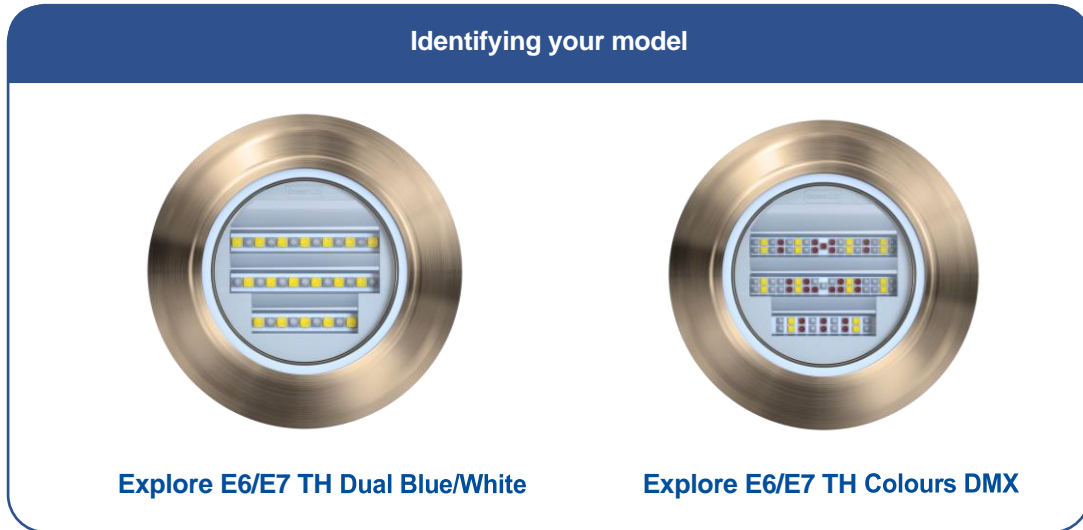 Identifying your model
Explore E6/E7 TH Dual Blue/White
Explore E6/E7 TH Colours DMX